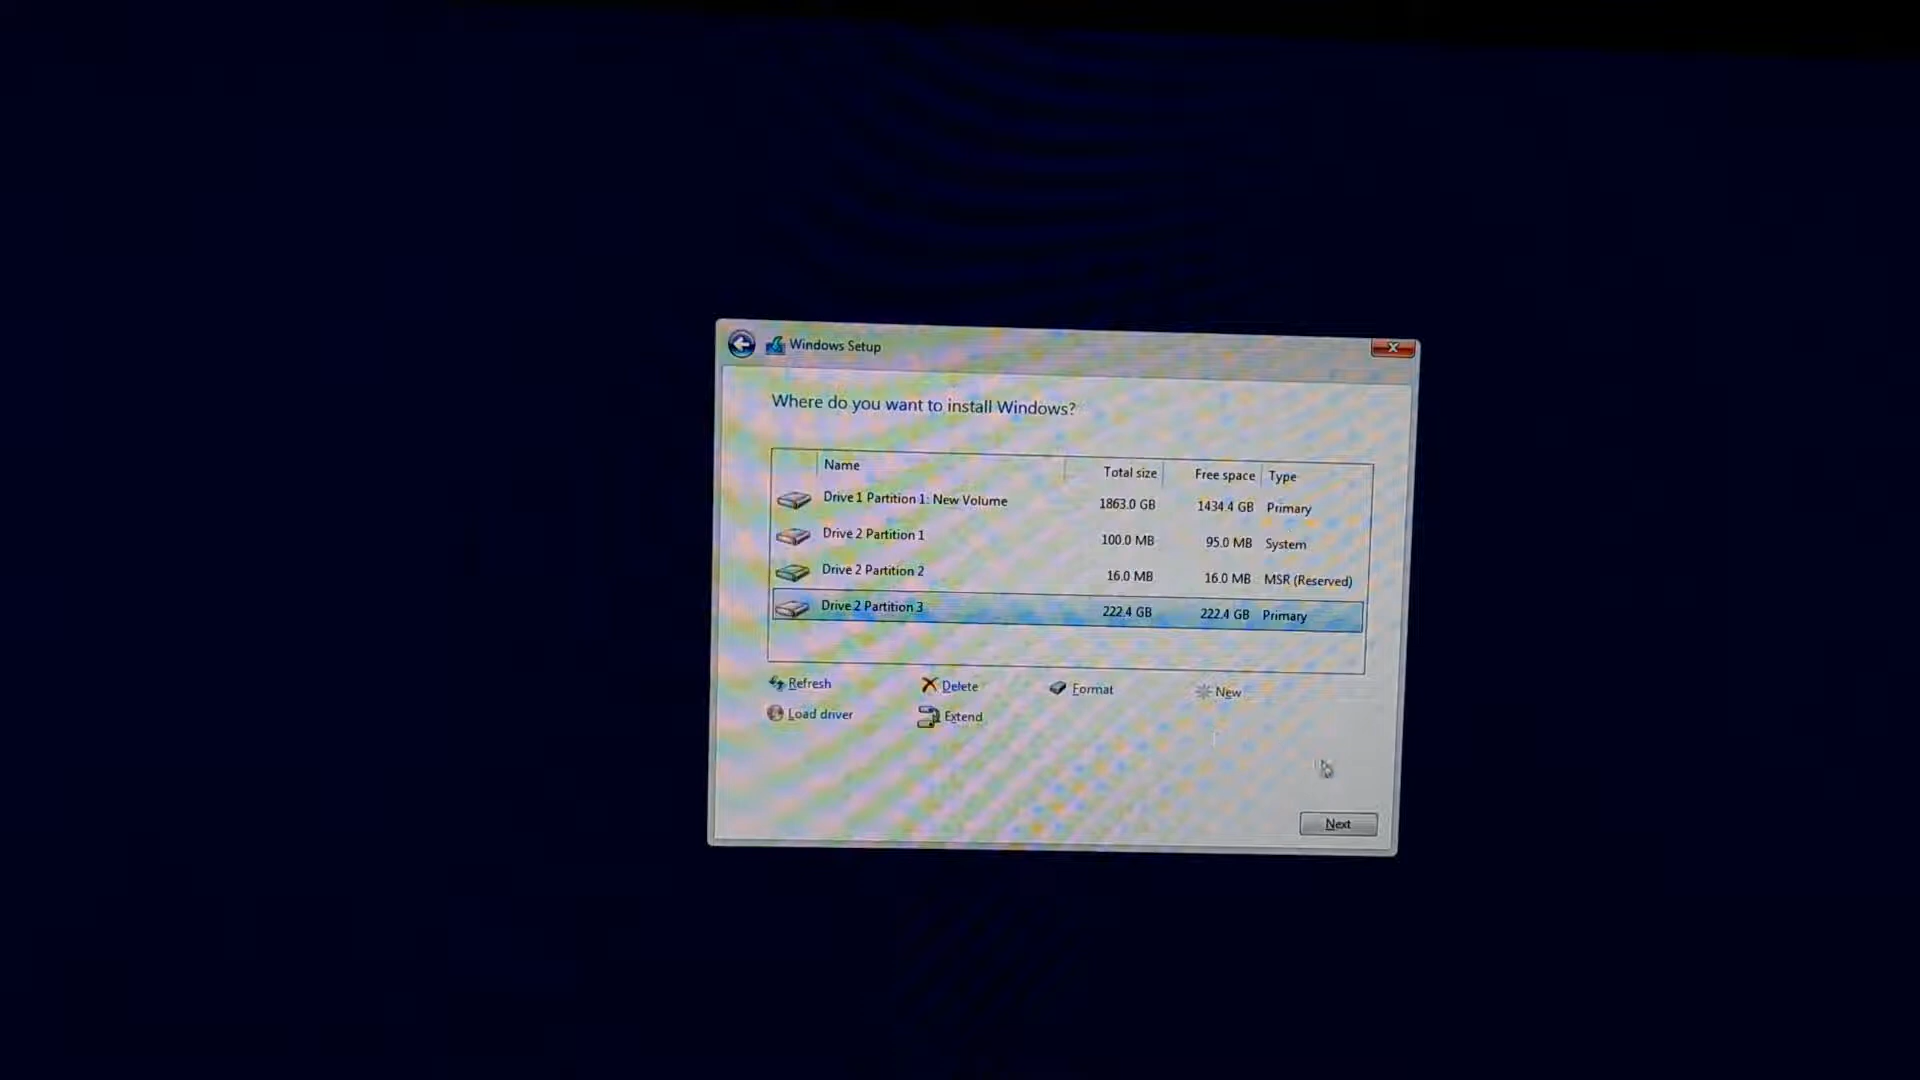 Windows Setup
Where do you want to install Windows?
Name Total size Free space Type
Drive 1 Partition 1: New Volume 1863.0 GB 1434.4 GB Primary
Drive 2 Partition 1 100.0 MB 95.0 MB System
Drive 2 Partition 2 16.0 MB 16.0 MB MSR (Reserved)
Drive 2 Partition 3 222.4 GB 222.4 GB Primary
Refresh Delete Format New
Load driver Extend
Next